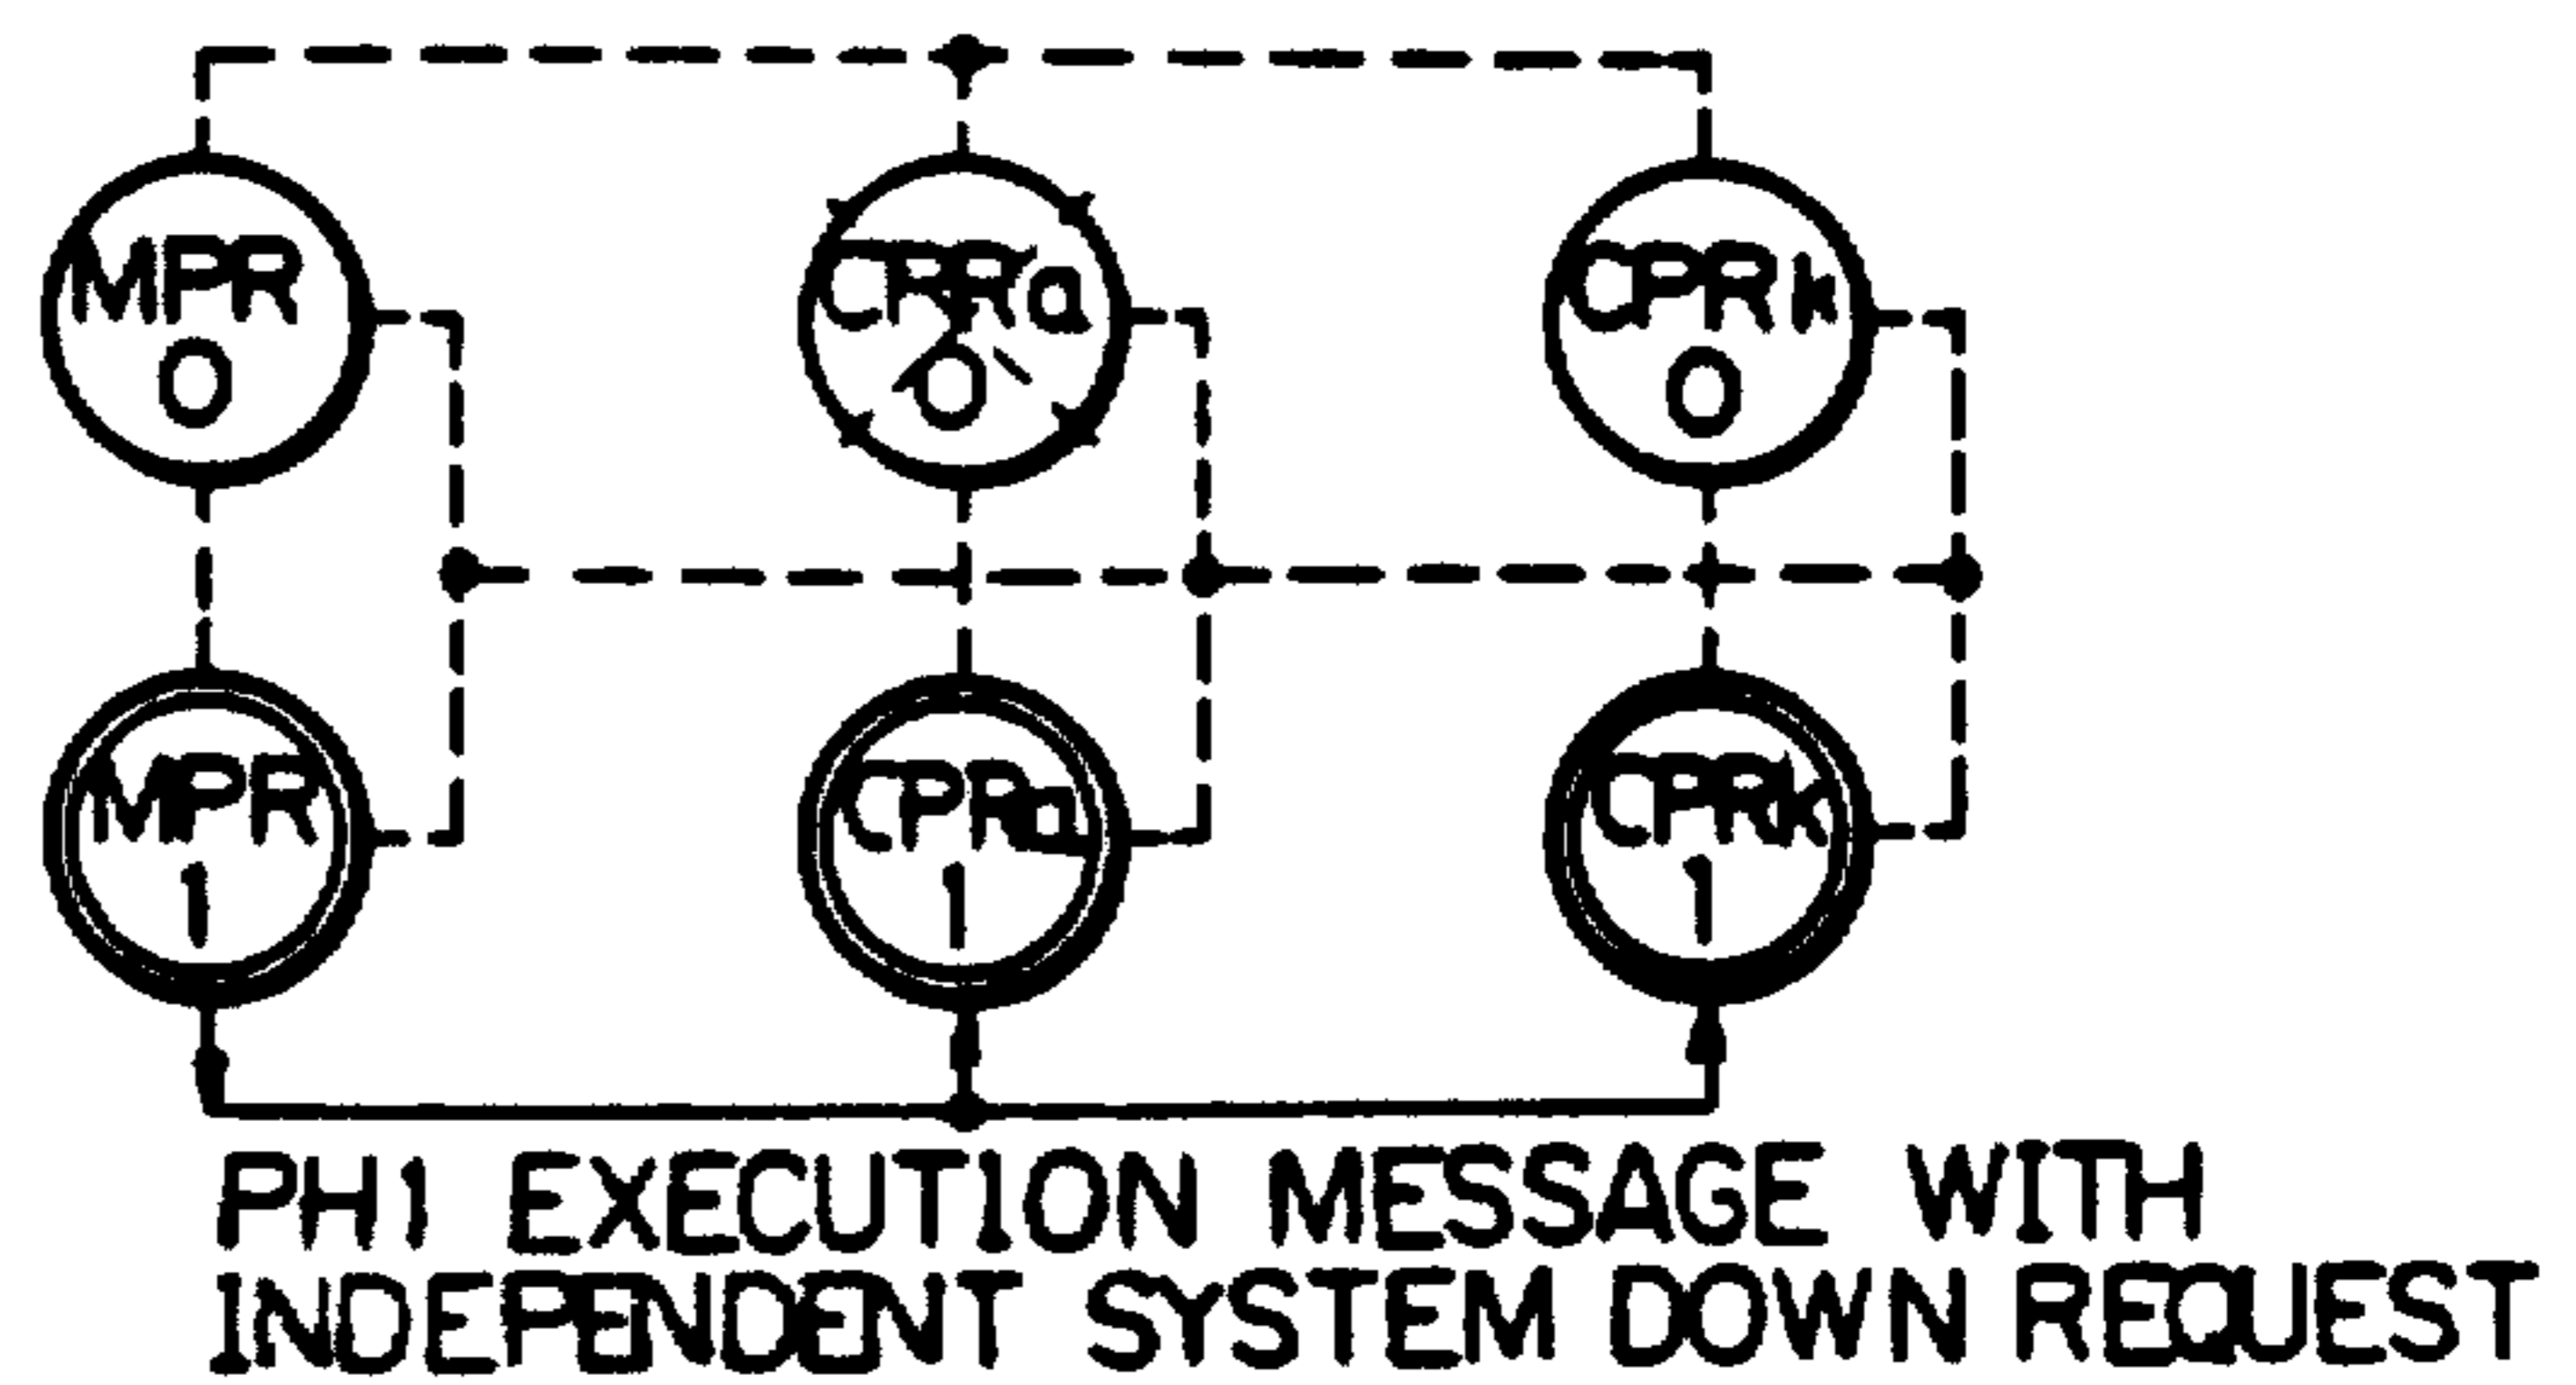 MPR CPRa CPRk
0 0 0
MPR CPRa CPRk
1 1 1
PH1 EXECUTION MESSAGE WITH
INDEPENDENT SYSTEM DOWN REQUEST